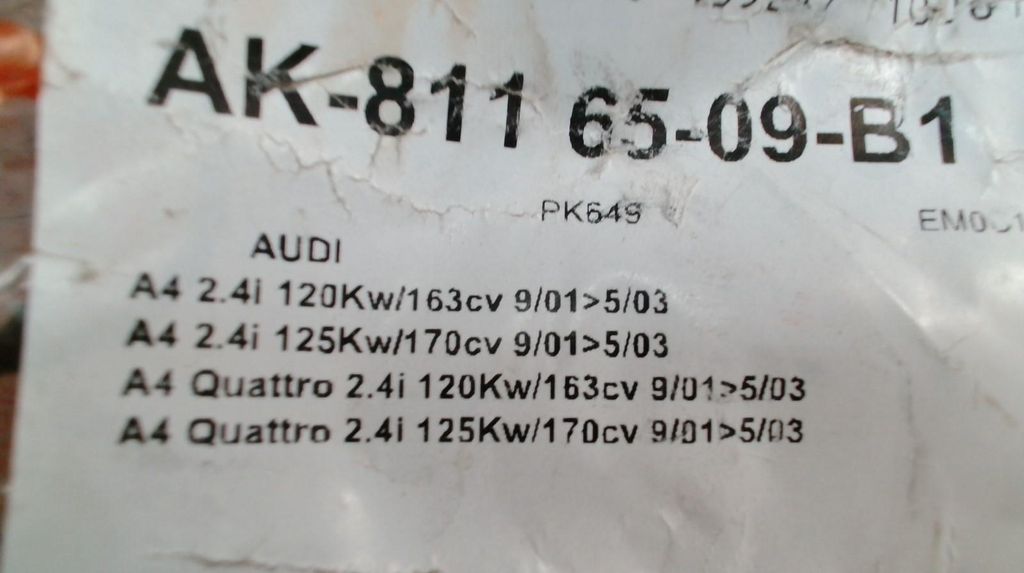 AK-811 65-09-B1
PK649
AUDI
A4 2.4i 120Kw/163cv 9/01>5/03
A4 2.4i 125Kw/170cv 9/01>5/03
A4 Quattro 2.4i 120Kw/163cv 9/01>5/03
A4 Quattro 2.4i 125Kw/170cv 9/01>5/03